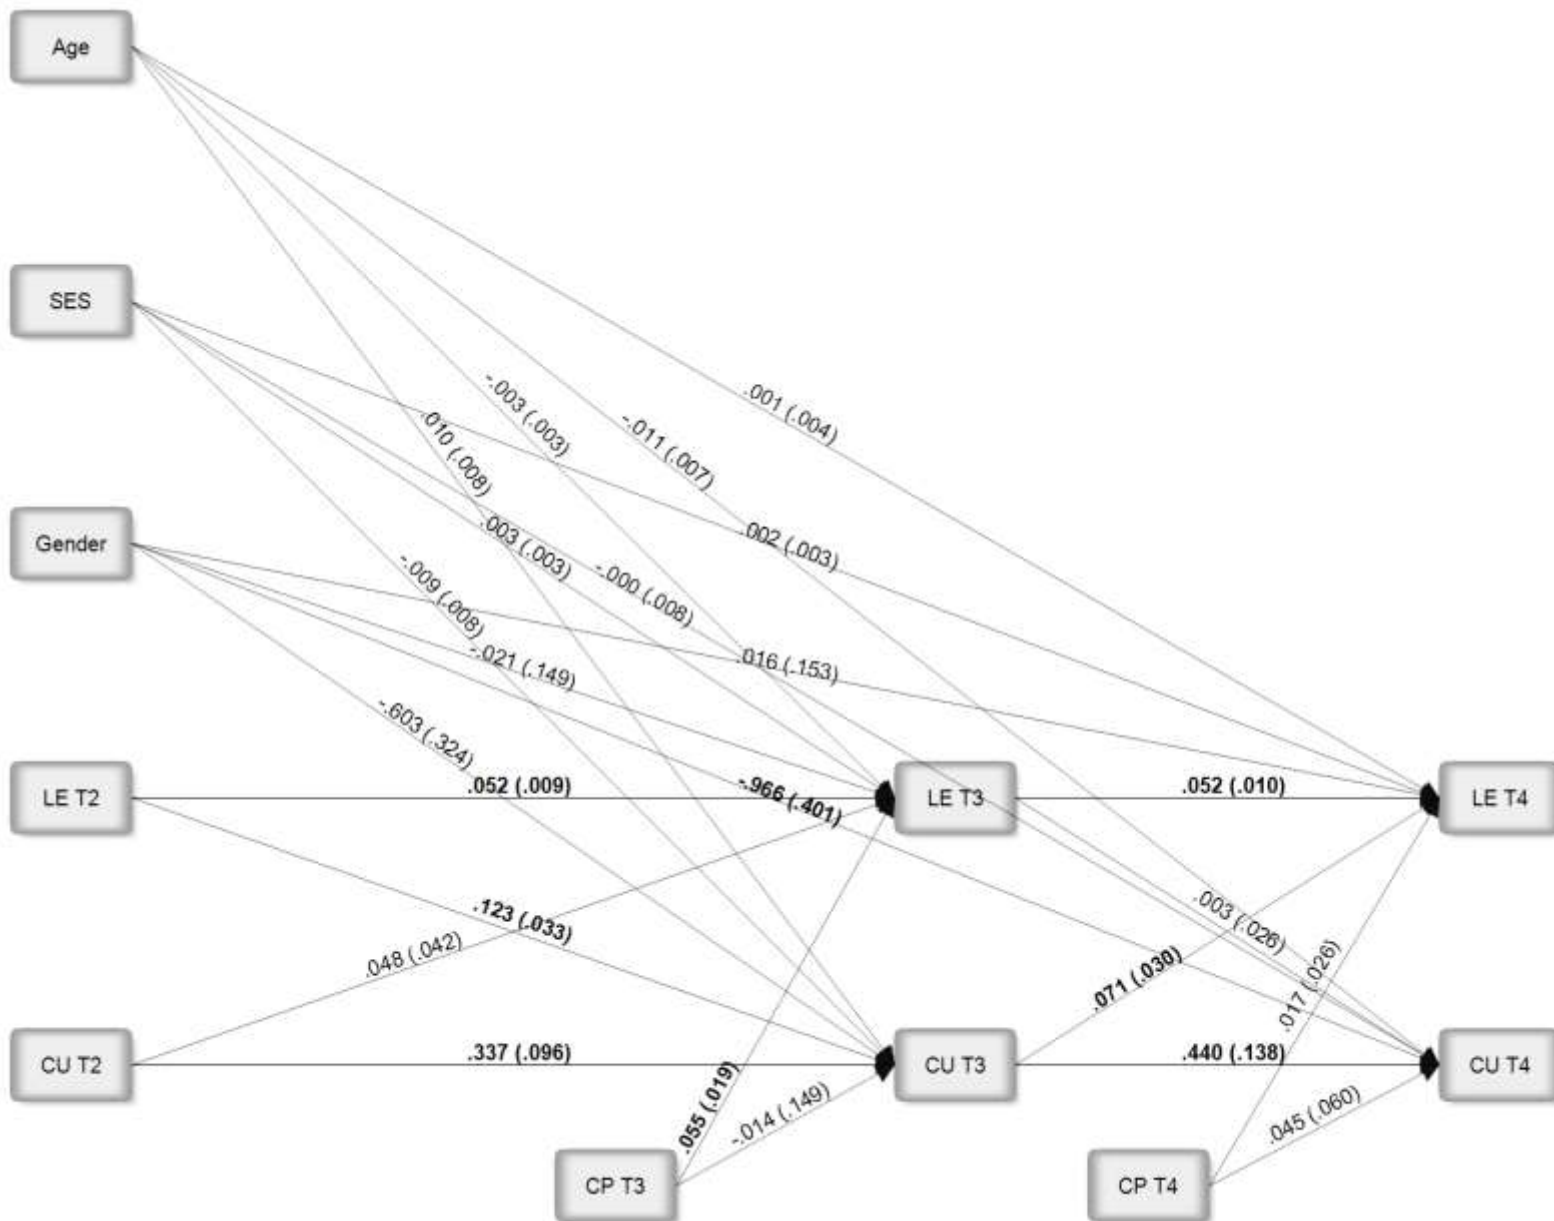 Age
SES
Gender
LE T2
CU T2
CP T3
LE T3
CU T3
CP T4
LE T4
CU T4
.001 (.004)
-.003 (.003)
-.011 (.007)
.010 (.008)
.002 (.003)
.003 (.003)
-.000 (.008)
-.009 (.008)
-.021 (.149)
.016 (.153)
-.603 (.324)
.052 (.009)
-.966 (.401)
.052 (.010)
.123 (.033)
.048 (.042)
.003 (.026)
.071 (.030)
.017 (.026)
.337 (.096)
.440 (.138)
.055 (.019)
-.014 (.149)
.045 (.060)